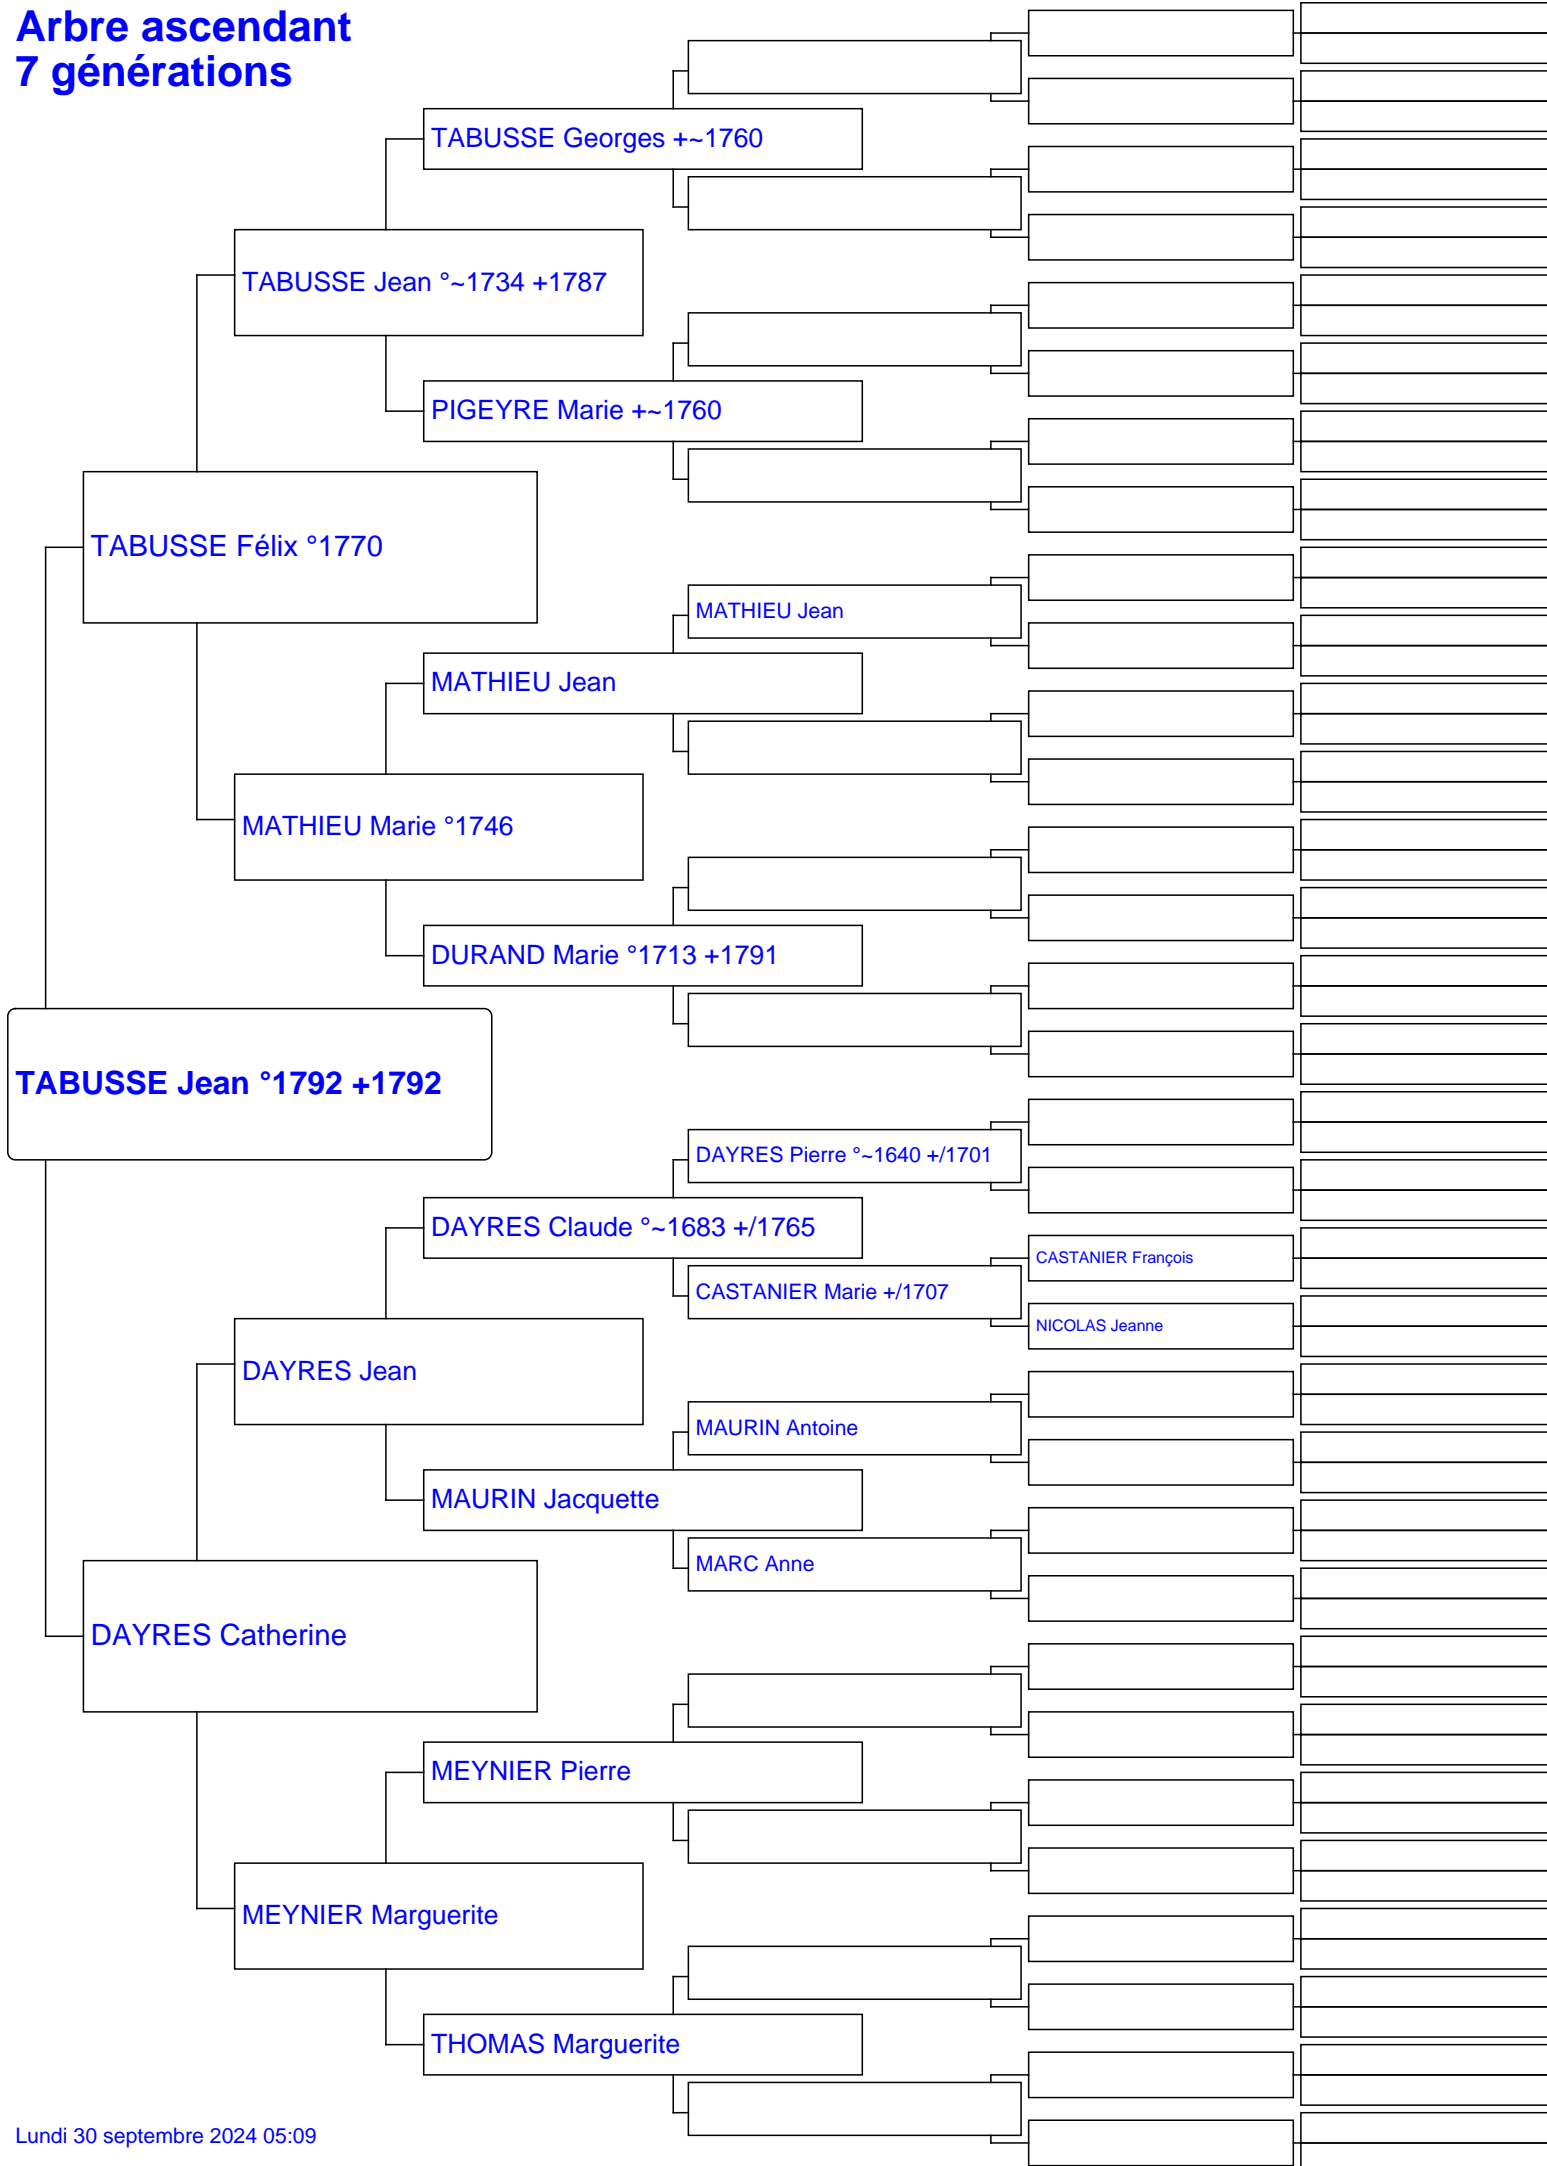 Arbre ascendant
7 générations
TABUSSE Georges +~1760
TABUSSE Jean °~1734 +1787
PIGEYRE Marie +~1760
TABUSSE Félix °1770
MATHIEU Jean
MATHIEU Jean
MATHIEU Marie °1746
DURAND Marie °1713 +1791
TABUSSE Jean °1792 +1792
DAYRES Pierre °~1640 +/1701
DAYRES Claude °~1683 +/1765
CASTANIER François
CASTANIER Marie +/1707
NICOLAS Jeanne
DAYRES Jean
MAURIN Antoine
MAURIN Jacquette
MARC Anne
DAYRES Catherine
MEYNIER Pierre
MEYNIER Marguerite
THOMAS Marguerite
Lundi 30 septembre 2024 05:09